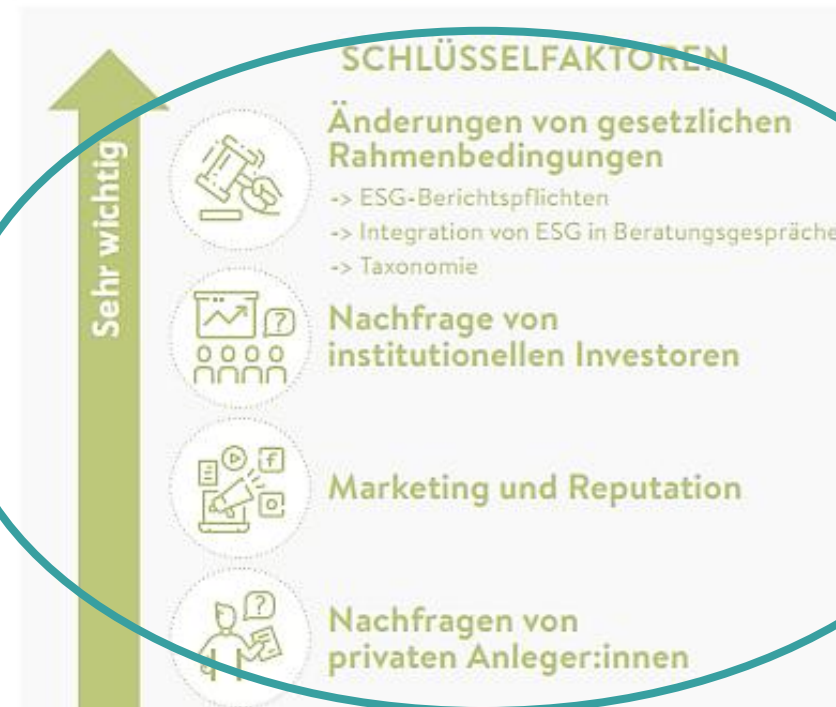 SCHLÜSSELFAKTOREN
Sehr wichtig
Änderungen von gesetzlichen
Rahmenbedingungen
-> ESG-Berichtspflichten
-> Integration von ESG in Beratungsgespräche
-> Taxonomie
Nachfrage von
institutionellen Investoren
Marketing und Reputation
Nachfragen von
privaten Anleger:innen